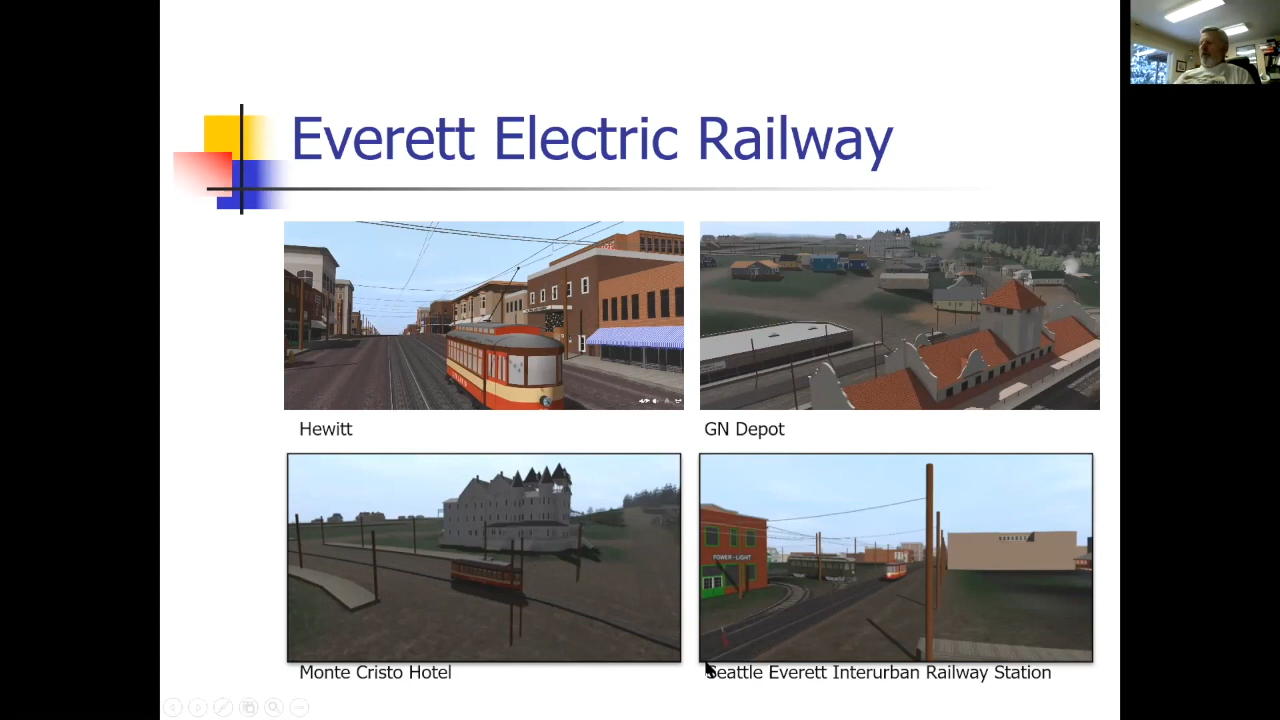 Everett Electric Railway
Hewitt
GN Depot
POWER-LIGHT
Monte Cristo Hotel
Seattle Everett Interurban Railway Station